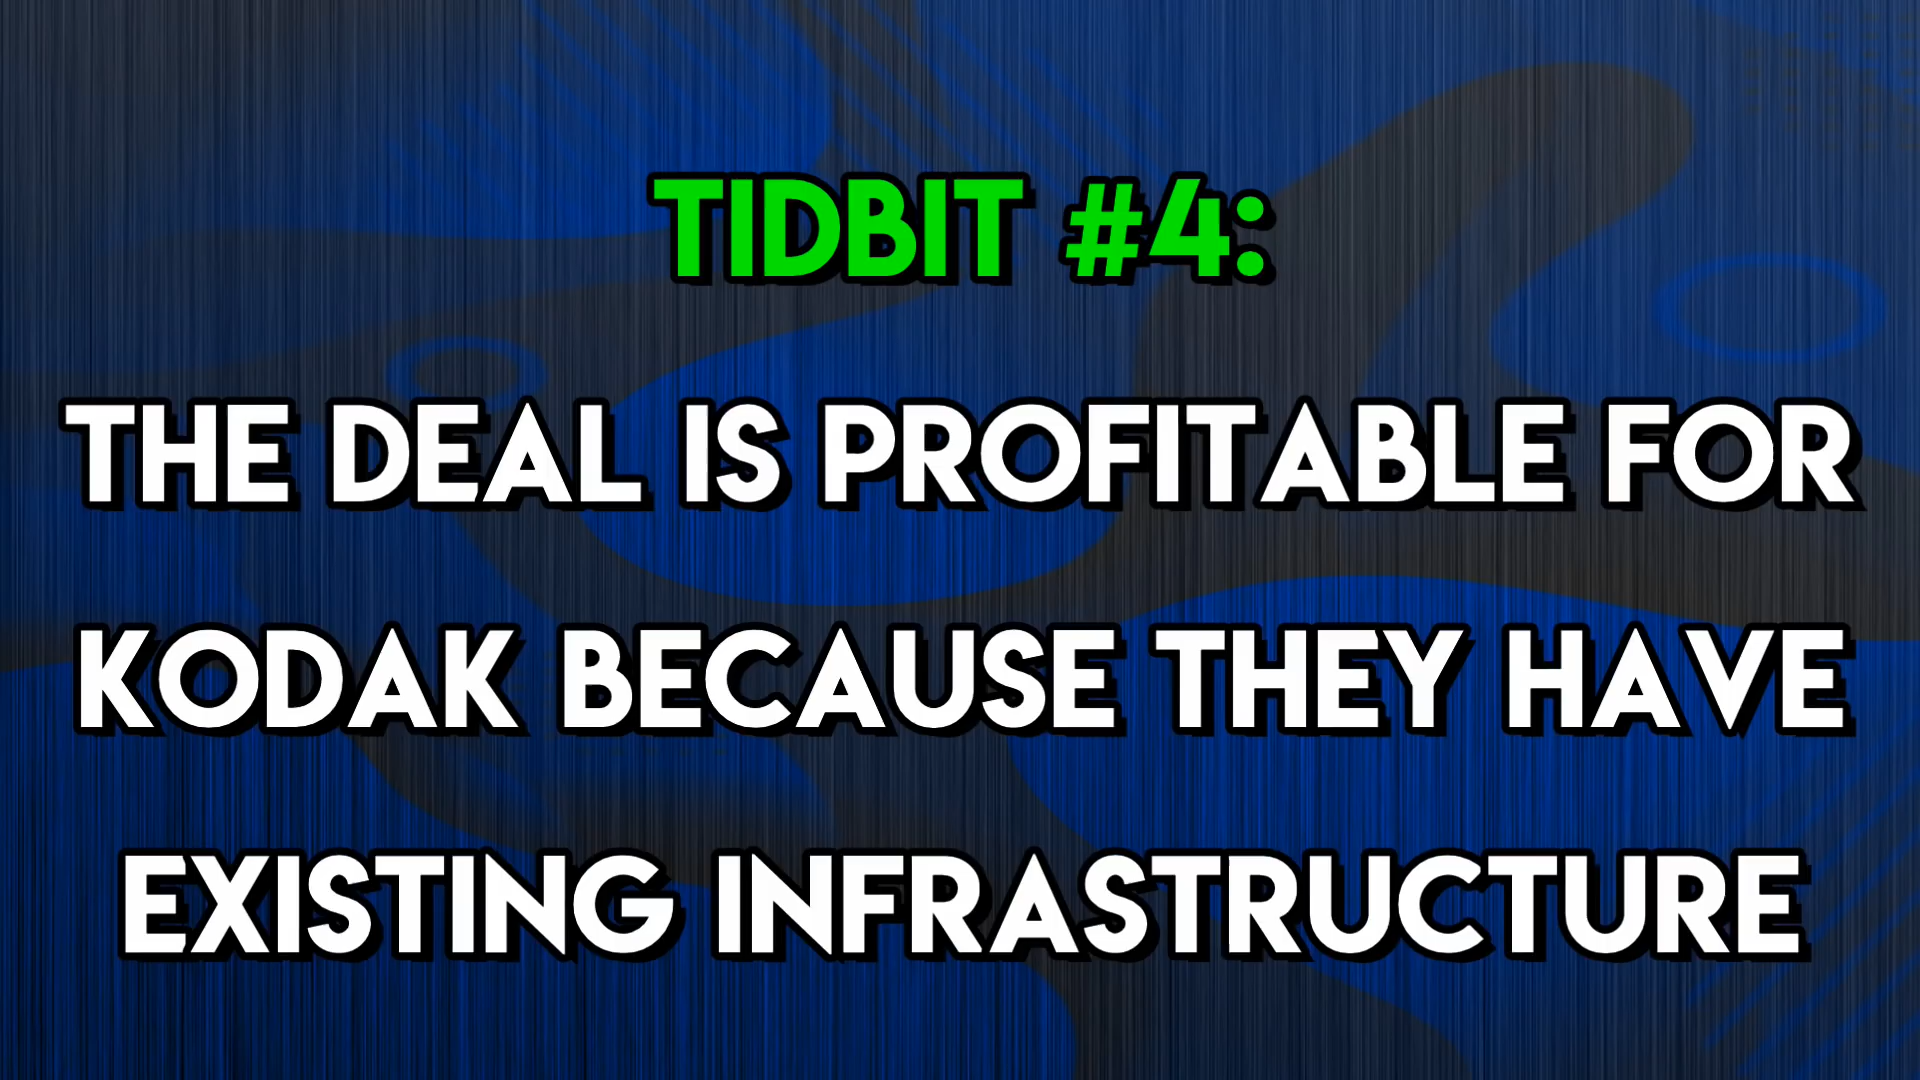 TIDBIT #4:
THE DEAL IS PROFITABLE FOR
KODAK BECAUSE THEY HAVE
EXISTING INFRASTRUCTURE